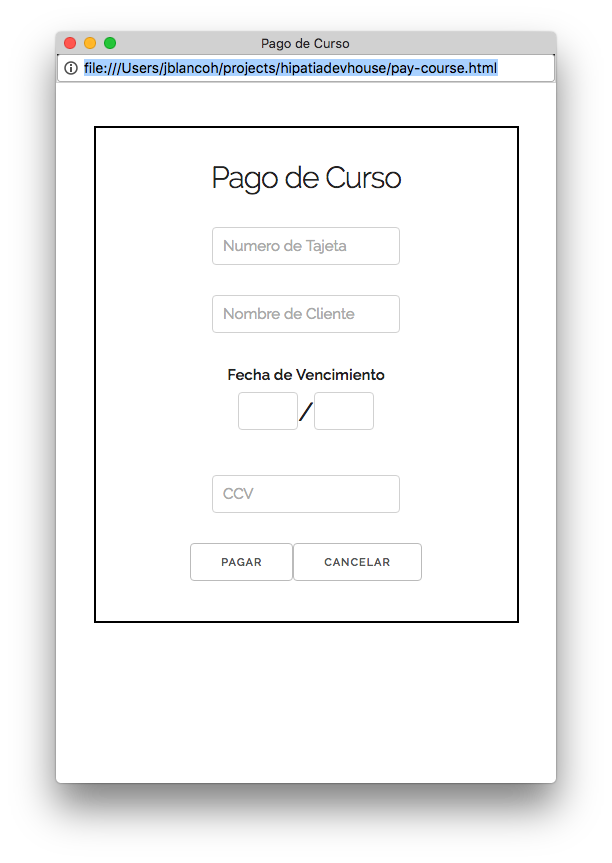 Pago de Curso
file:///Users/jblancoh/projects/hipatiadevhouse/pay-course.html
Pago de Curso
Numero de Tajeta
Nombre de Cliente
Fecha de Vencimiento
/
CCV
PAGAR CANCELAR